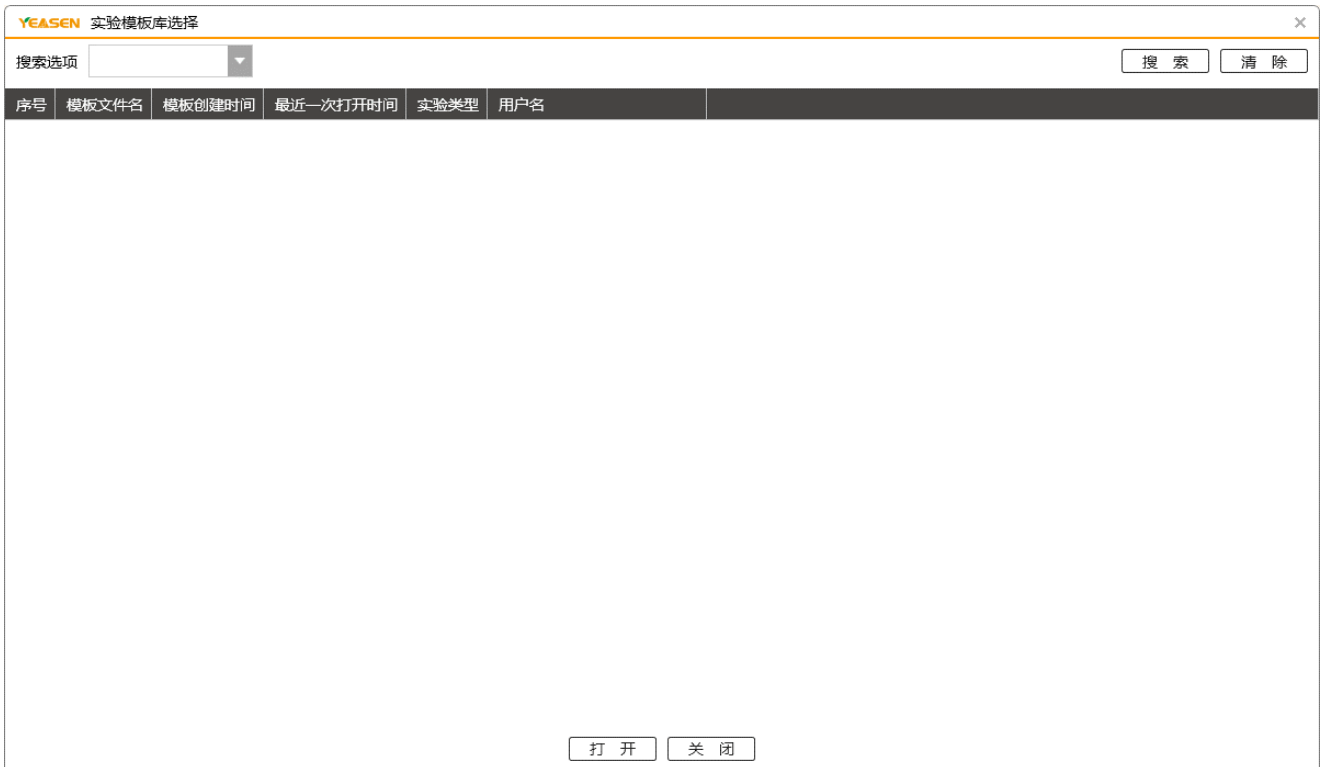 YEASEN 实验模板库选择
搜索选项 搜 索 清 除
序号 模板文件名 模板创建时间 最近一次打开时间 实验类型 用户名
打 开 关 闭